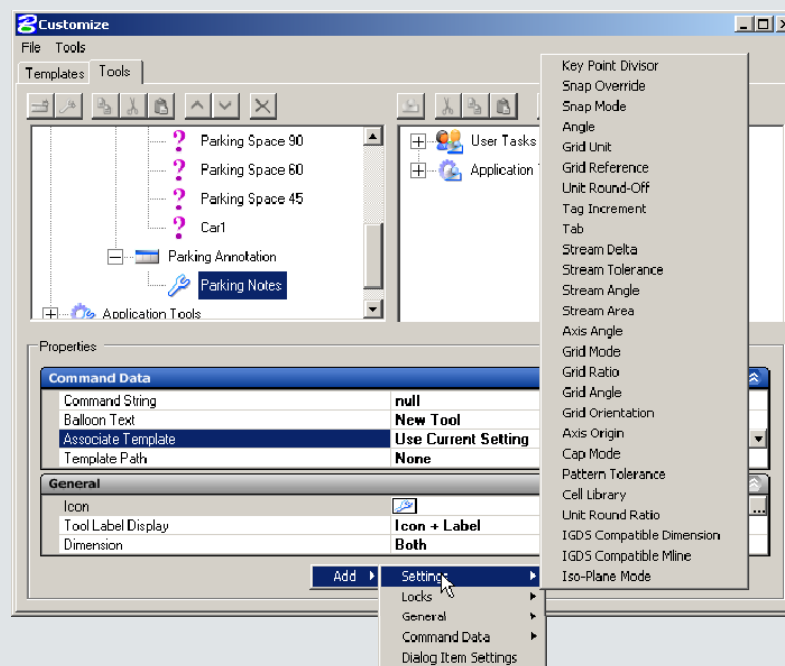 Customize
File Tools
Templates Tools
Parking Space 90
Parking Space 60
Parking Space 45
Car1
Parking Annotation
Parking Notes
Application Tools
User Tasks
Application
Properties
Command Data
Command String null
Balloon Text New Tool
Associate Template Use Current Setting
Template Path None
General
Icon
Tool Label Display Icon + Label
Dimension Both
Add
Settings
Locks
General
Command Data
Dialog Item Settings
Key Point Divisor
Snap Override
Snap Mode
Angle
Grid Unit
Grid Reference
Unit Round-Off
Tag Increment
Tab
Stream Delta
Stream Tolerance
Stream Angle
Stream Area
Axis Angle
Grid Mode
Grid Ratio
Grid Angle
Grid Orientation
Axis Origin
Cap Mode
Pattern Tolerance
Cell Library
Unit Round Ratio
IGDS Compatible Dimension
IGDS Compatible Mline
Iso-Plane Mode